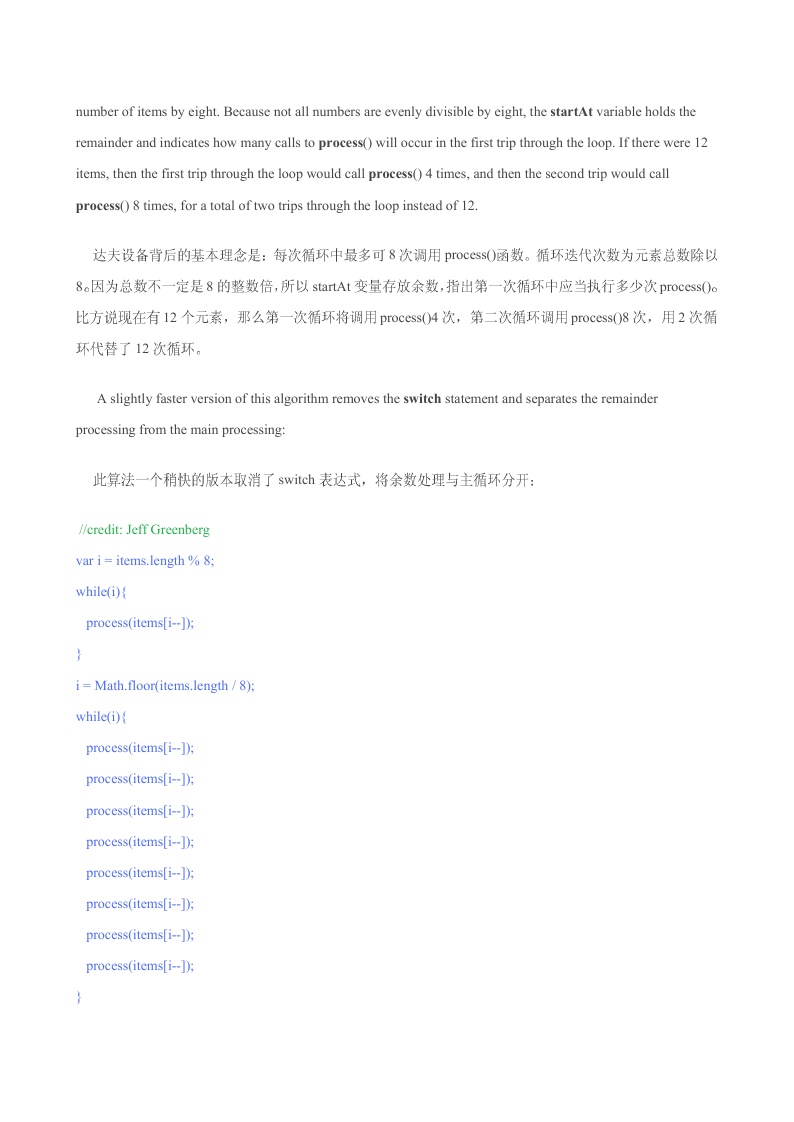 number of items by eight. Because not all numbers are evenly divisible by eight, the startAt variable holds the
remainder and indicates how many calls to process() will occur in the first trip through the loop. If there were 12
items, then the first trip through the loop would call process() 4 times, and then the second trip would call
process() 8 times, for a total of two trips through the loop instead of 12.
达夫设备背后的基本理念是：每次循环中最多可 8 次调用 process()函数。循环迭代次数为元素总数除以
8。因为总数不一定是 8 的整数倍，所以 startAt 变量存放余数，指出第一次循环中应当执行多少次 process()。
比方说现在有 12 个元素，那么第一次循环将调用 process()4 次，第二次循环调用 process()8 次，用 2 次循
环代替了 12 次循环。
A slightly faster version of this algorithm removes the switch statement and separates the remainder
processing from the main processing:
此算法一个稍快的版本取消了 switch 表达式，将余数处理与主循环分开：
//credit: Jeff Greenberg
var i = items.length % 8;
while(i){
process(items[i--]);
}
i = Math.floor(items.length / 8);
while(i){
process(items[i--]);
process(items[i--]);
process(items[i--]);
process(items[i--]);
process(items[i--]);
process(items[i--]);
process(items[i--]);
process(items[i--]);
}